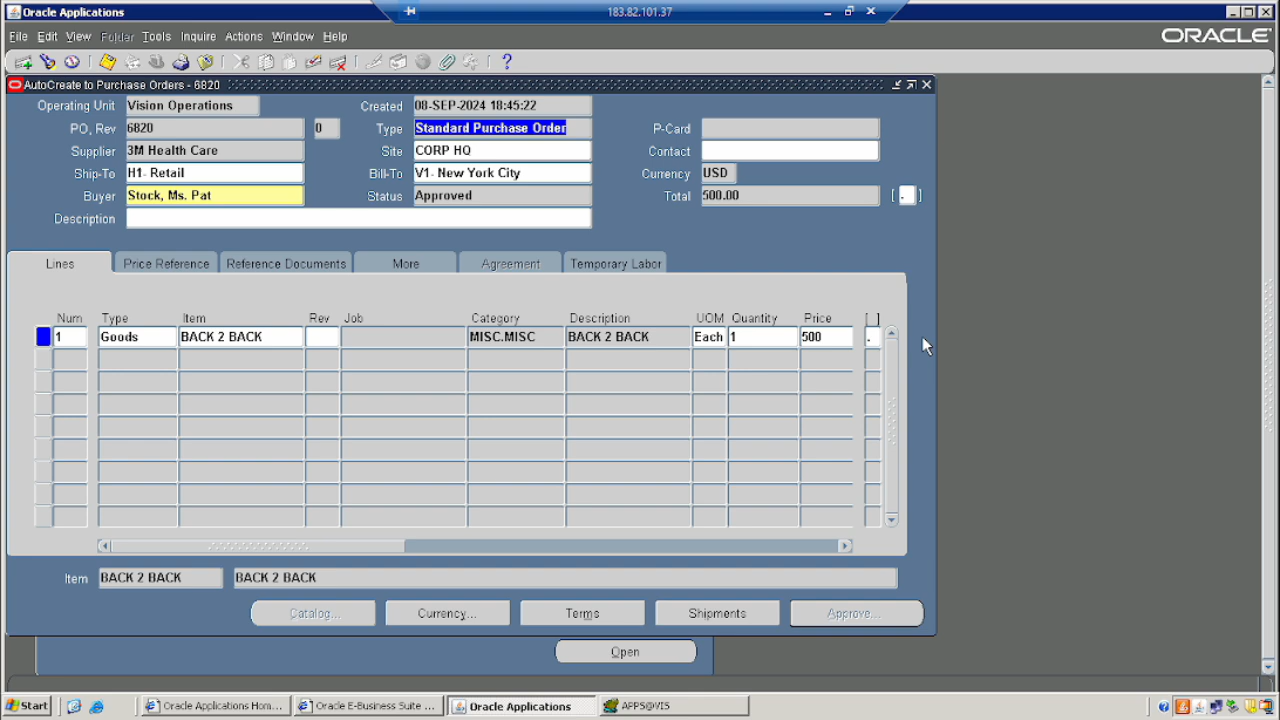 Oracle Applications
183.82.101.37
File Edit View Folder Tools Inquire Actions Window Help
ORACLE
AutoCreate to Purchase Orders - 6820
Operating Unit Vision Operations Created 08-SEP-2024 18:45:22
PO, Rev 6820 0 Type Standard Purchase Order P-Card
Supplier 3M Health Care Site CORP HQ Contact
Ship-To H1- Retail Bill-To V1- New York City Currency USD
Buyer Stock, Ms. Pat Status Approved Total 500.00 [ . ]
Description
Lines Price Reference Reference Documents More Agreement Temporary Labor
Num Type Item Rev Job Category Description UOM Quantity Price [ ]
1 Goods BACK 2 BACK MISC.MISC BACK 2 BACK Each 1 500 .
Item BACK 2 BACK BACK 2 BACK
Catalog... Currency... Terms Shipments Approve...
Open
Start Oracle Applications Hom... Oracle E-Business Suite ... Oracle Applications APPS@VIS